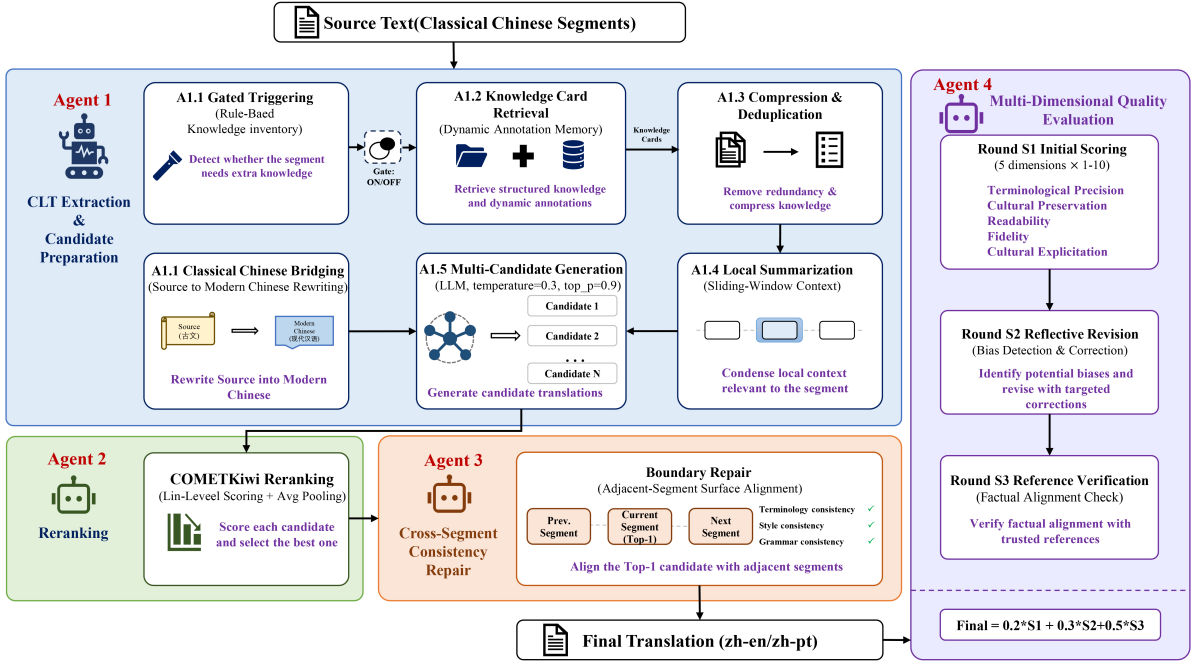 Source Text(Classical Chinese Segments)
Agent 1
CLT Extraction
&
Candidate
Preparation
A1.1 Gated Triggering
(Rule-Baed
Knowledge inventory)
Detect whether the segment
needs extra knowledge
Gate:
ON/OFF
A1.2 Knowledge Card
Retrieval
(Dynamic Annotation Memory)
Retrieve structured knowledge
and dynamic annotations
Knowledge
Cards
A1.3 Compression &
Deduplication
Remove redundancy &
compress knowledge
A1.1 Classical Chinese Bridging
(Source to Modern Chinese Rewriting)
Source
(古文)
Modern
Chinese
(现代汉语)
Rewrite Source into Modern
Chinese
A1.5 Multi-Candidate Generation
(LLM, temperature=0.3, top_p=0.9)
Candidate 1
Candidate 2
...
Candidate N
Generate candidate translations
A1.4 Local Summarization
(Sliding-Window Context)
Condense local context
relevant to the segment
Agent 2
Reranking
COMETKiwi Reranking
(Lin-Leveel Scoring + Avg Pooling)
Score each candidate
and select the best one
Agent 3
Cross-Segment
Consistency
Repair
Boundary Repair
(Adjacent-Segment Surface Alignment)
Prev.
Segment
Current
Segment
(Top-1)
Next
Segment
Terminology consistency ✓
Style consistency ✓
Grammar consistency ✓
Align the Top-1 candidate with adjacent segments
Final Translation (zh-en/zh-pt)
Agent 4
Multi-Dimensional Quality
Evaluation
Round S1 Initial Scoring
(5 dimensions × 1-10)
Terminological Precision
Cultural Preservation
Readability
Fidelity
Cultural Explicitation
Round S2 Reflective Revision
(Bias Detection & Correction)
Identify potential biases and
revise with targeted
corrections
Round S3 Reference Verification
(Factual Alignment Check)
Verify factual alignment with
trusted references
Final = 0.2*S1 + 0.3*S2+0.5*S3